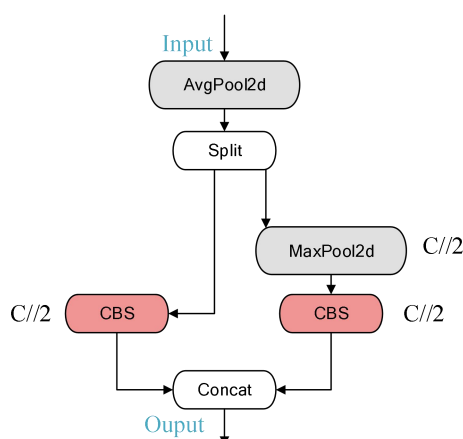 Input
AvgPool2d
Split
MaxPool2d
C//2
C//2
CBS
CBS
C//2
Concat
Ouput